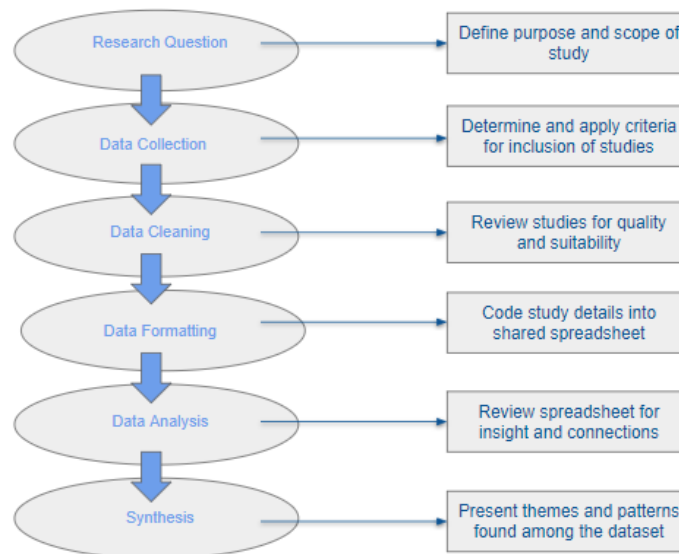 Research Question
Define purpose and scope of
study
Data Collection
Determine and apply criteria
for inclusion of studies
Data Cleaning
Review studies for quality
and suitability
Data Formatting
Code study details into
shared spreadsheet
Data Analysis
Review spreadsheet for
insight and connections
Synthesis
Present themes and patterns
found among the dataset